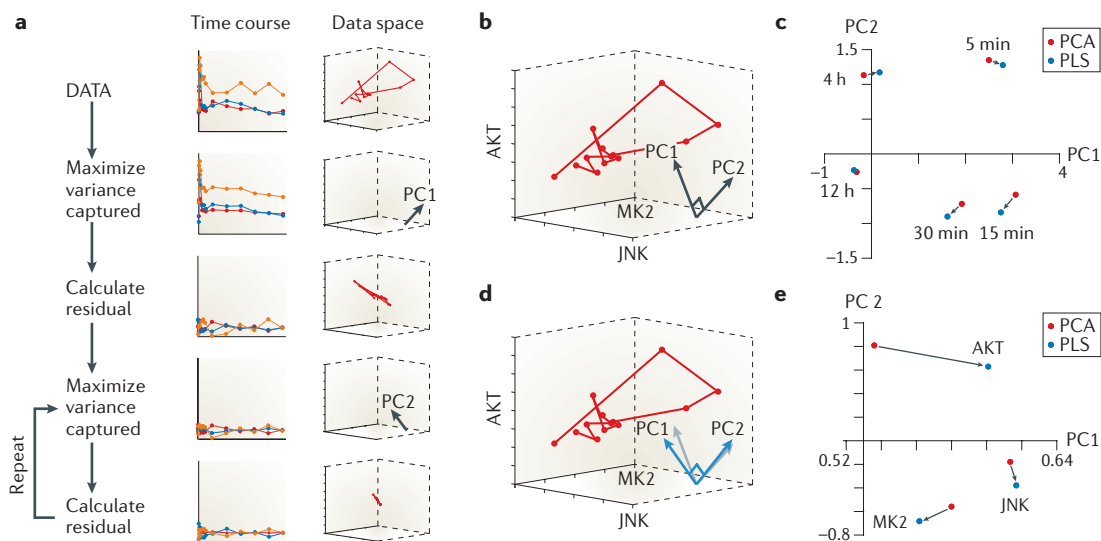 a
Time course
Data space
DATA
Maximize
variance
captured
PC1
Calculate
residual
Maximize
variance
captured
PC2
Repeat
Calculate
residual
b
AKT
PC1
PC2
MK2
JNK
c
PC2
1.5
5 min
PCA
PLS
4 h
PC1
−1
4
12 h
30 min
15 min
−1.5
d
AKT
PC1
PC2
MK2
JNK
e
PC 2
1
PCA
PLS
AKT
PC1
0.52
0.64
JNK
MK2
−0.8